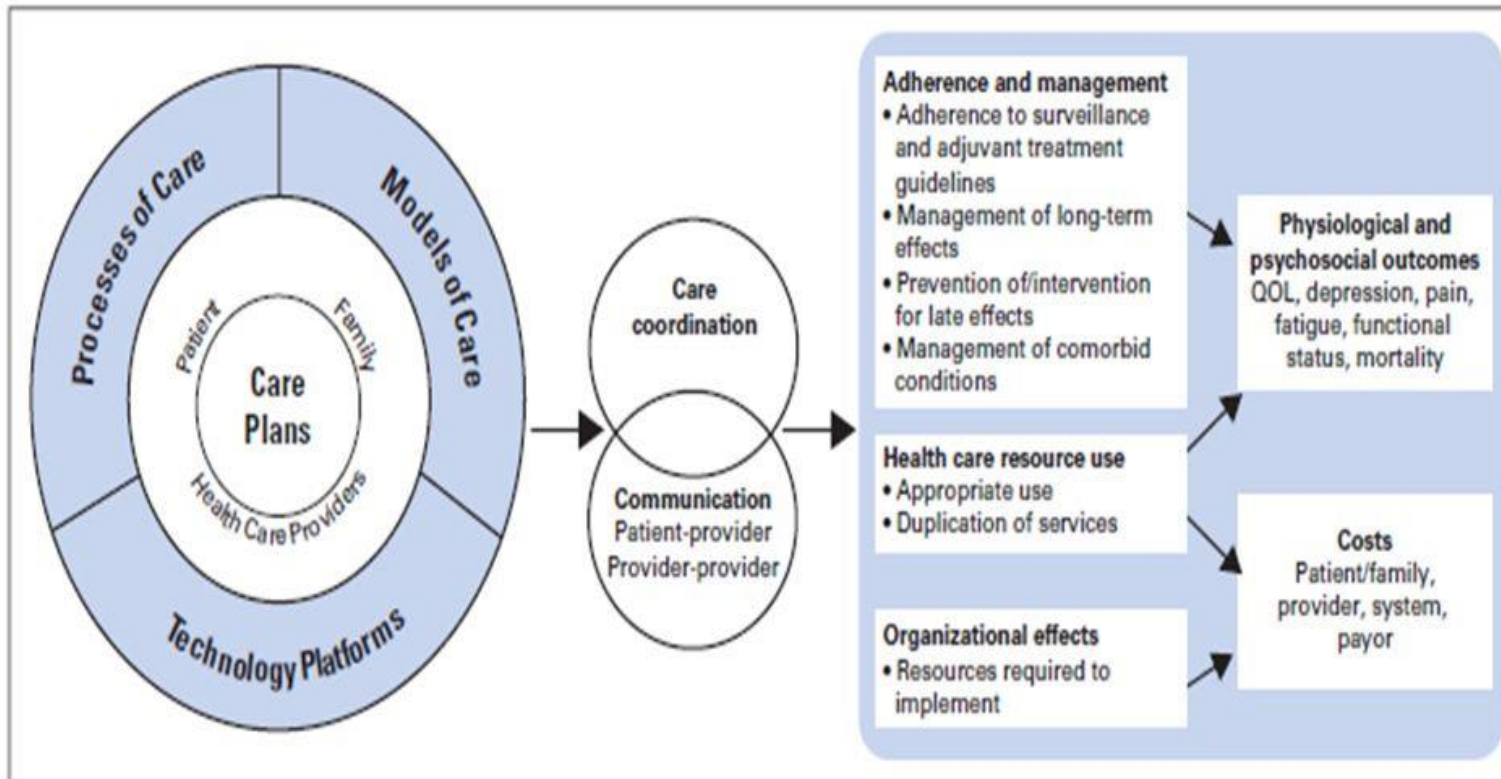 Processes of Care
Models of Care
Technology Platforms
Patient
Family
Health Care Providers
Care
Plans
Care
coordination
Communication
Patient-provider
Provider-provider
Adherence and management
• Adherence to surveillance
and adjuvant treatment
guidelines
• Management of long-term
effects
• Prevention of/intervention
for late effects
• Management of comorbid
conditions
Health care resource use
• Appropriate use
• Duplication of services
Organizational effects
• Resources required to
implement
Physiological and
psychosocial outcomes
QOL, depression, pain,
fatigue, functional
status, mortality
Costs
Patient/family,
provider, system,
payor